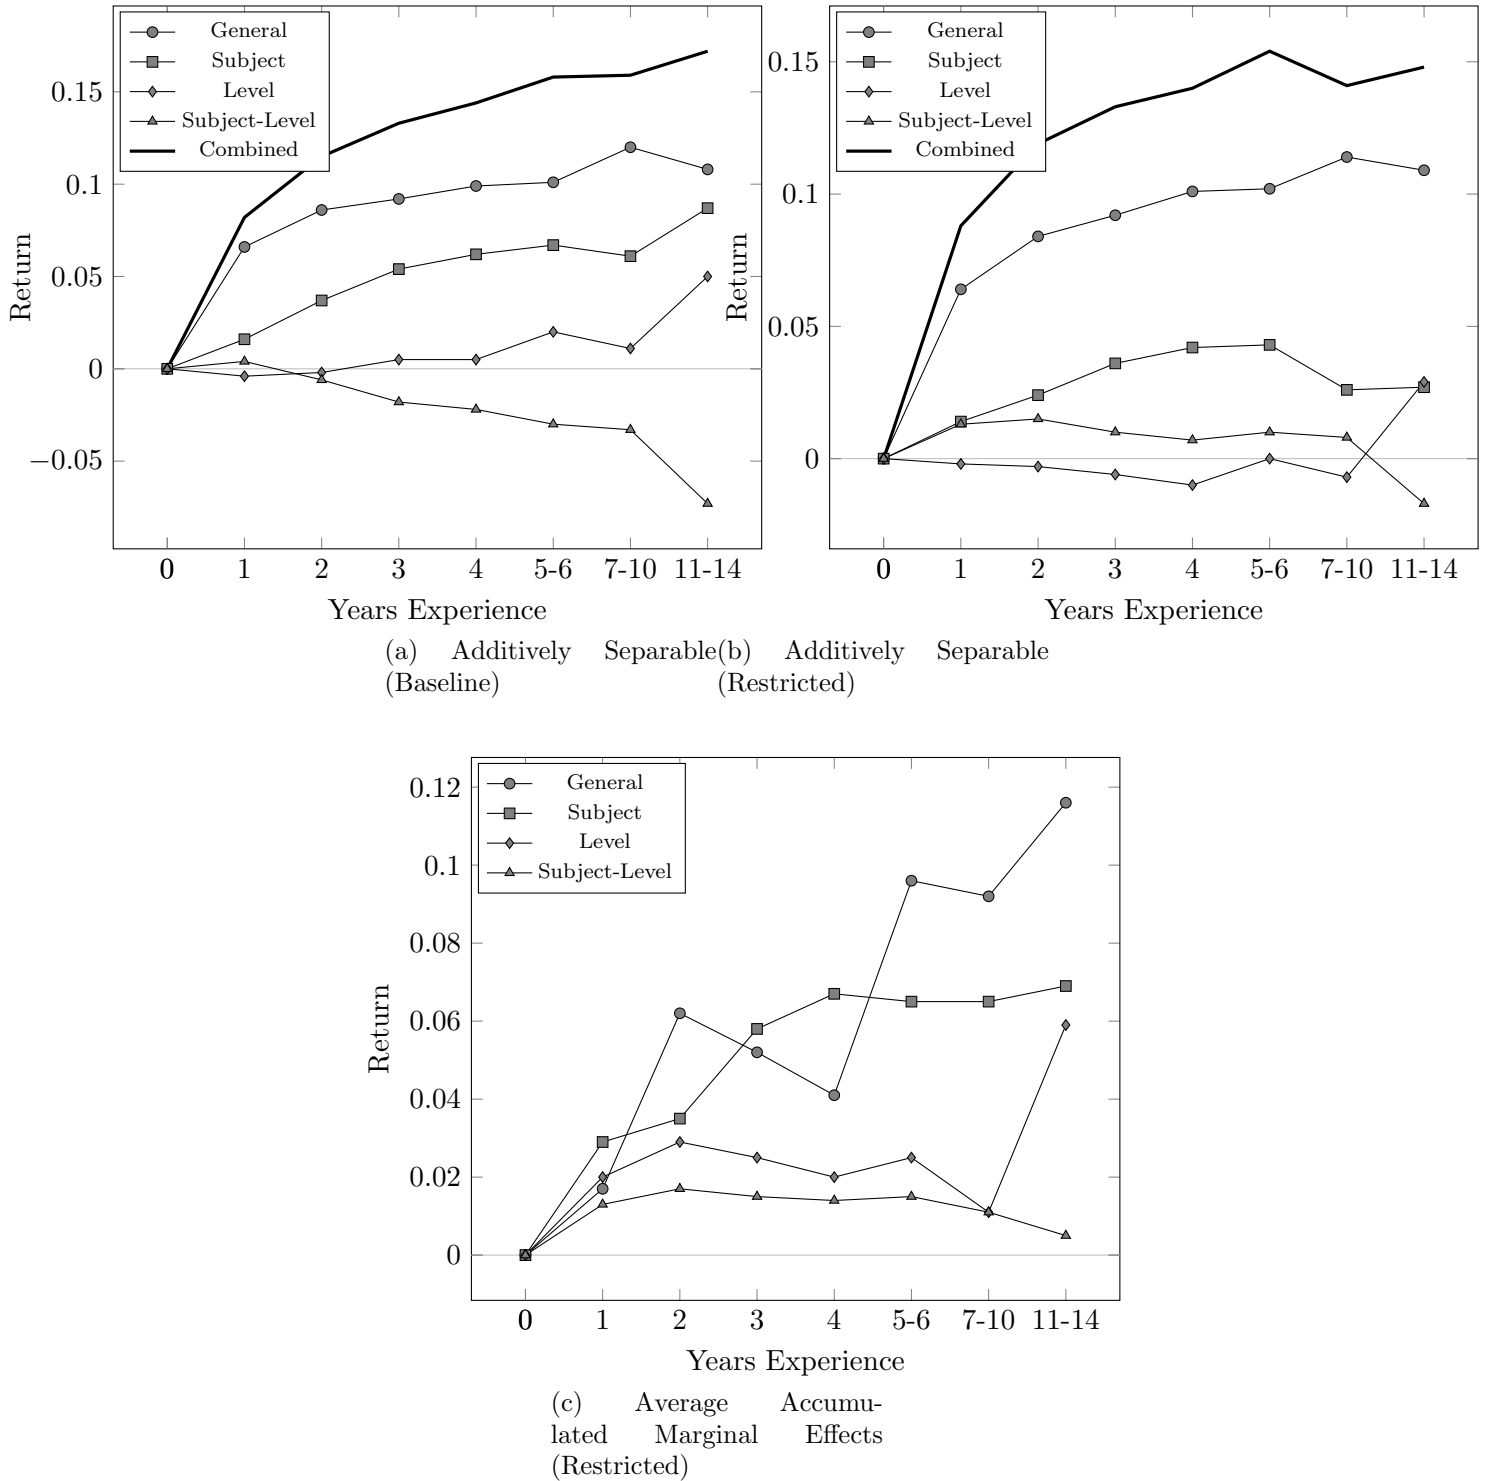 General
Subject
Level
Subject-Level
Combined
0.15
0.1
0.05
0
−0.05
Return
0 1 2 3 4 5-6 7-10 11-14
Years Experience
(a) Additively Separable
(Baseline)
General
Subject
Level
Subject-Level
Combined
0.15
0.1
0.05
0
Return
0 1 2 3 4 5-6 7-10 11-14
Years Experience
(b) Additively Separable
(Restricted)
General
Subject
Level
Subject-Level
0.12
0.1
0.08
0.06
0.04
0.02
0
Return
0 1 2 3 4 5-6 7-10 11-14
Years Experience
(c) Average Accumu-
lated Marginal Effects
(Restricted)